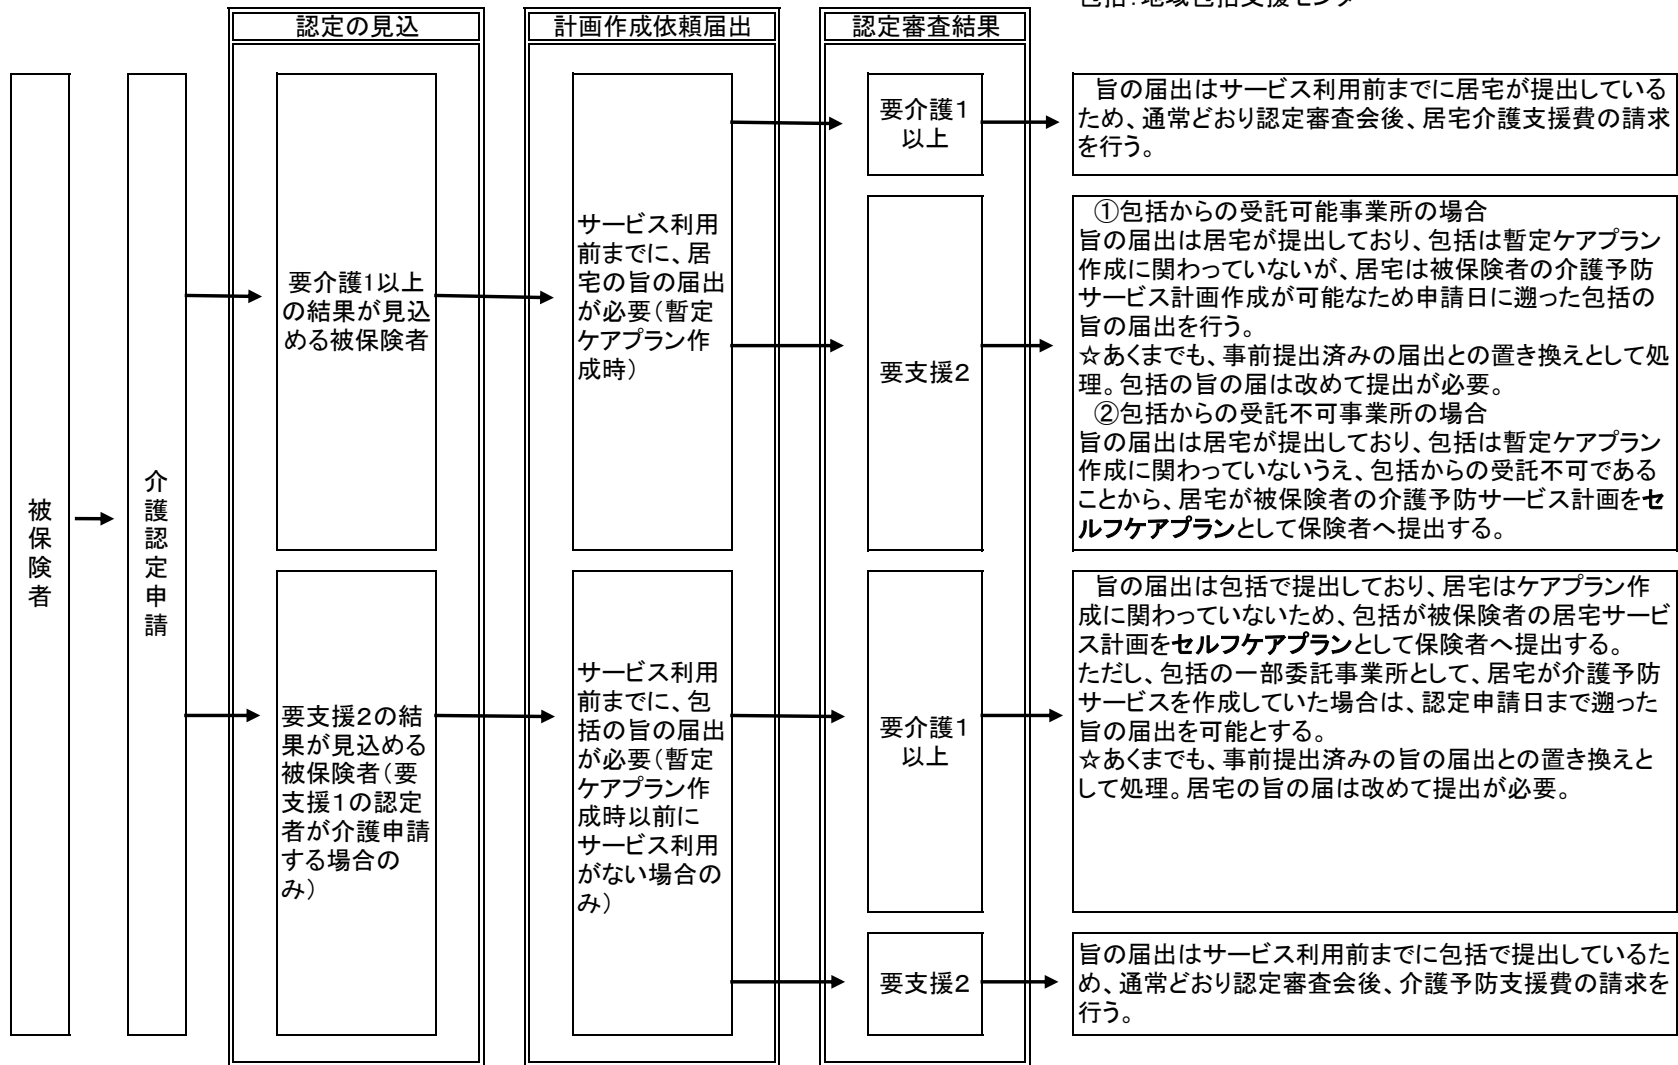 包括：地域包括支援センター
認定の見込
計画作成依頼届出
認定審査結果
被保険者
介護認定申請
要介護1以上
の結果が見込
める被保険者
サービス利用
前までに、居
宅の旨の届出
が必要（暫定
ケアプラン作
成時）
要介護1
以上
旨の届出はサービス利用前までに居宅が提出している
ため、通常どおり認定審査会後、居宅介護支援費の請求
を行う。
要支援２
①包括からの受託可能事業所の場合
旨の届出は居宅が提出しており、包括は暫定ケアプラン
作成に関わっていないが、居宅は被保険者の介護予防
サービス計画作成が可能なため申請日に遡った包括の
旨の届出を行う。
☆あくまでも、事前提出済みの届出との置き換えとして処
理。包括の旨の届は改めて提出が必要。
②包括からの受託不可事業所の場合
旨の届出は居宅が提出しており、包括は暫定ケアプラン
作成に関わっていないうえ、包括からの受託不可である
ことから、居宅が被保険者の介護予防サービス計画をセ
ルフケアプランとして保険者へ提出する。
要支援２の結
果が見込める
被保険者（要
支援１の認定
者が介護申請
する場合の
み）
サービス利用
前までに、包
括の旨の届出
が必要（暫定
ケアプラン作
成時以前に
サービス利用
がない場合の
み）
要介護1
以上
旨の届出は包括で提出しており、居宅はケアプラン作
成に関わっていないため、包括が被保険者の居宅サービ
ス計画をセルフケアプランとして保険者へ提出する。
ただし、包括の一部委託事業所として、居宅が介護予防
サービスを作成していた場合は、認定申請日まで遡った
旨の届出を可能とする。
☆あくまでも、事前提出済みの旨の届出との置き換えと
して処理。居宅の旨の届は改めて提出が必要。
要支援２
旨の届出はサービス利用前までに包括で提出しているた
め、通常どおり認定審査会後、介護予防支援費の請求を
行う。